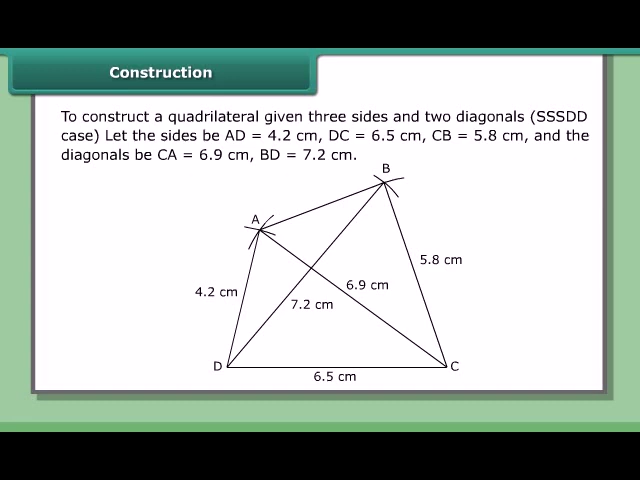 Construction
To construct a quadrilateral given three sides and two diagonals (SSSDD
case) Let the sides be AD = 4.2 cm, DC = 6.5 cm, CB = 5.8 cm, and the
diagonals be CA = 6.9 cm, BD = 7.2 cm.
B
A
5.8 cm
6.9 cm
4.2 cm
7.2 cm
D
C
6.5 cm